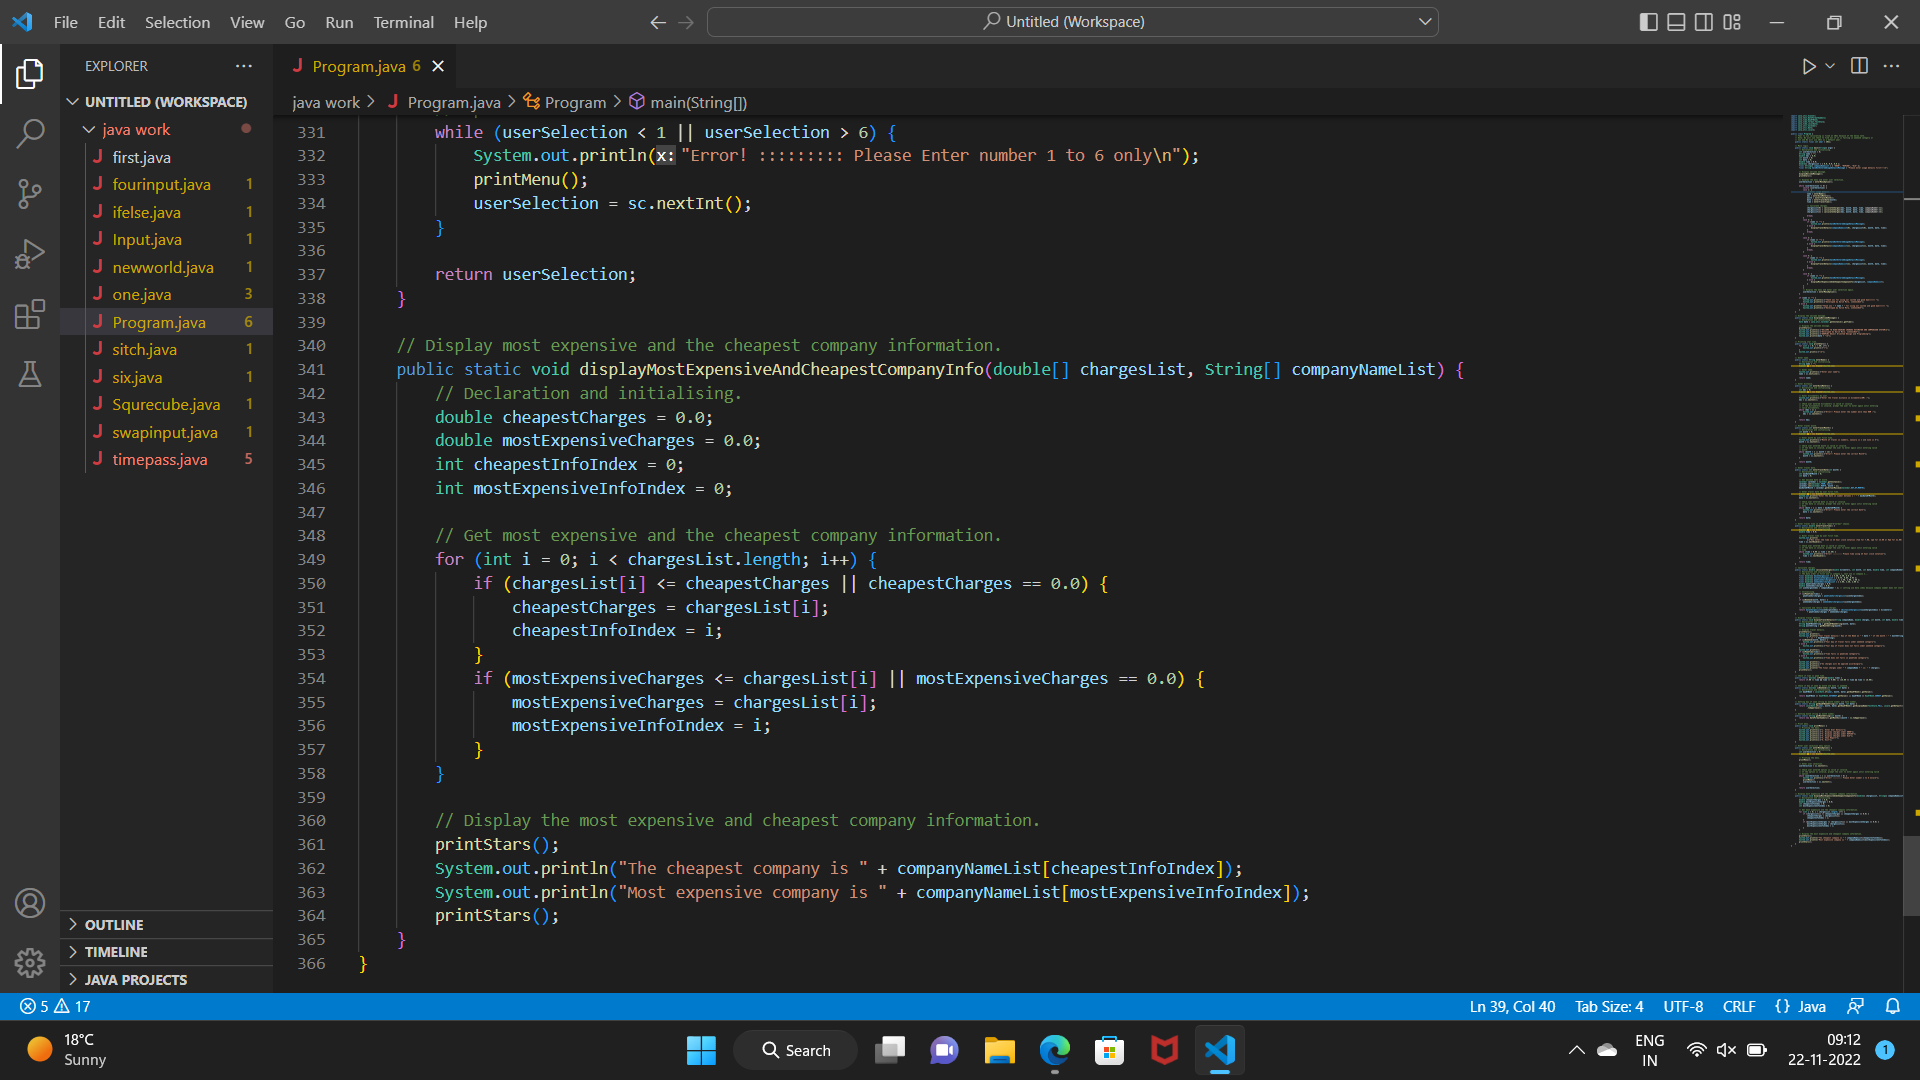 File Edit Selection View Go Run Terminal Help
Untitled (Workspace)
EXPLORER
Program.java 6
UNTITLED (WORKSPACE)
java work > Program.java > Program > main(String[])
java work
first.java
fourinput.java 1
ifelse.java 1
Input.java 1
newworld.java 1
one.java 3
Program.java 6
sitch.java 1
six.java 1
Squrecube.java 1
swapinput.java 1
timepass.java 5
OUTLINE
TIMELINE
JAVA PROJECTS
331 while (userSelection < 1 || userSelection > 6) {
332 System.out.println(x: "Error! ::::::::: Please Enter number 1 to 6 only\n");
333 printMenu();
334 userSelection = sc.nextInt();
335 }
336
337 return userSelection;
338 }
339
340 // Display most expensive and the cheapest company information.
341 public static void displayMostExpensiveAndCheapestCompanyInfo(double[] chargesList, String[] companyNameList) {
342 // Declaration and initialising.
343 double cheapestCharges = 0.0;
344 double mostExpensiveCharges = 0.0;
345 int cheapestInfoIndex = 0;
346 int mostExpensiveInfoIndex = 0;
347
348 // Get most expensive and the cheapest company information.
349 for (int i = 0; i < chargesList.length; i++) {
350 if (chargesList[i] <= cheapestCharges || cheapestCharges == 0.0) {
351 cheapestCharges = chargesList[i];
352 cheapestInfoIndex = i;
353 }
354 if (mostExpensiveCharges <= chargesList[i] || mostExpensiveCharges == 0.0) {
355 mostExpensiveCharges = chargesList[i];
356 mostExpensiveInfoIndex = i;
357 }
358 }
359
360 // Display the most expensive and cheapest company information.
361 printStars();
362 System.out.println("The cheapest company is " + companyNameList[cheapestInfoIndex]);
363 System.out.println("Most expensive company is " + companyNameList[mostExpensiveInfoIndex]);
364 printStars();
365 }
366 }
5 17
Ln 39, Col 40 Tab Size: 4 UTF-8 CRLF {} Java
18°C
Sunny
Search
ENG
IN
09:12
22-11-2022
1